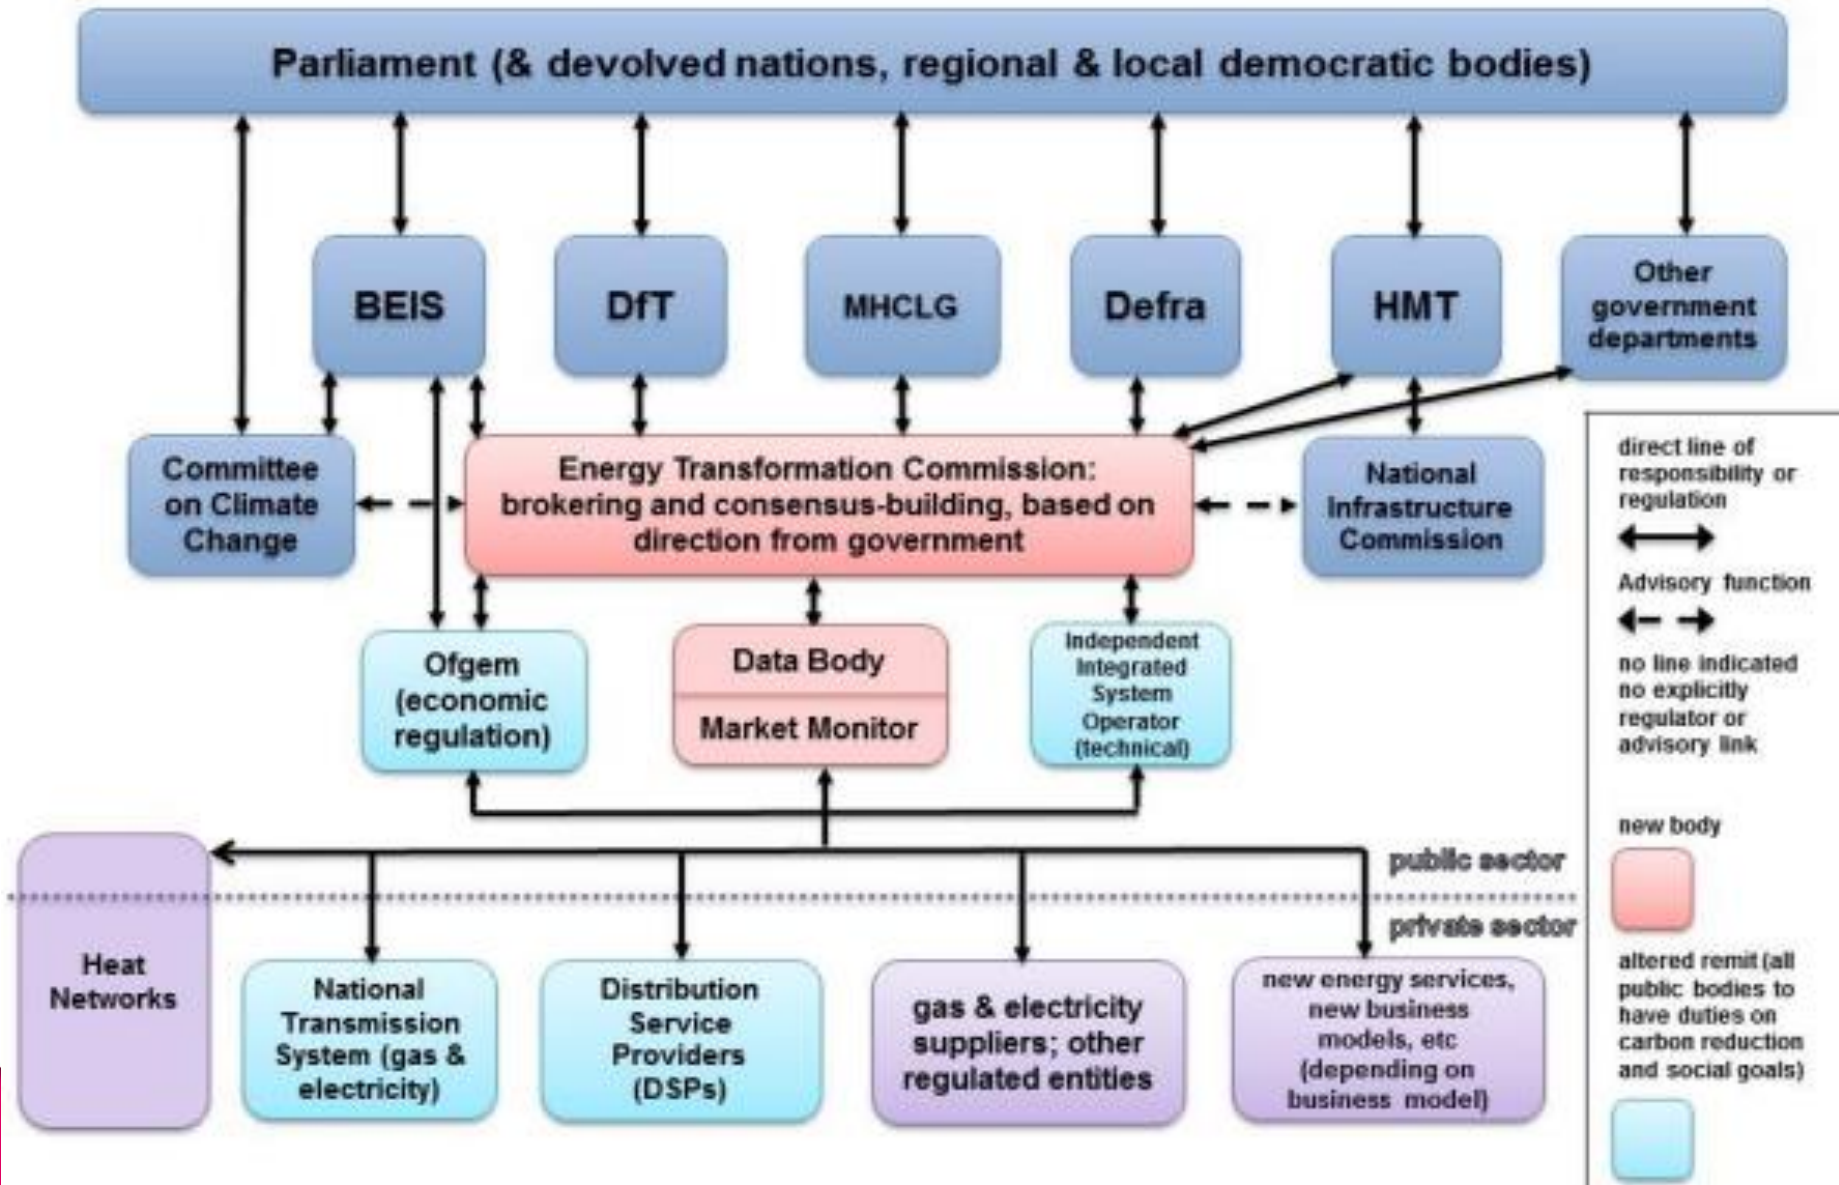 Parliament (& devolved nations, regional & local democratic bodies)
BEIS
DfT
MHCLG
Defra
HMT
Other
government
departments
Committee
on Climate
Change
Energy Transformation Commission:
brokering and consensus-building, based on
direction from government
National
Infrastructure
Commission
Ofgem
(economic
regulation)
Data Body
Market Monitor
Independent
Integrated
System
Operator
(technical)
public sector
private sector
Heat
Networks
National
Transmission
System (gas &
electricity)
Distribution
Service
Providers
(DSPs)
gas & electricity
suppliers; other
regulated entities
new energy services,
new business
models, etc
(depending on
business model)
direct line of
responsibility or
regulation
Advisory function
no line indicated
no explicitly
regulator or
advisory link
new body
altered remit (all
public bodies to
have duties on
carbon reduction
and social goals)